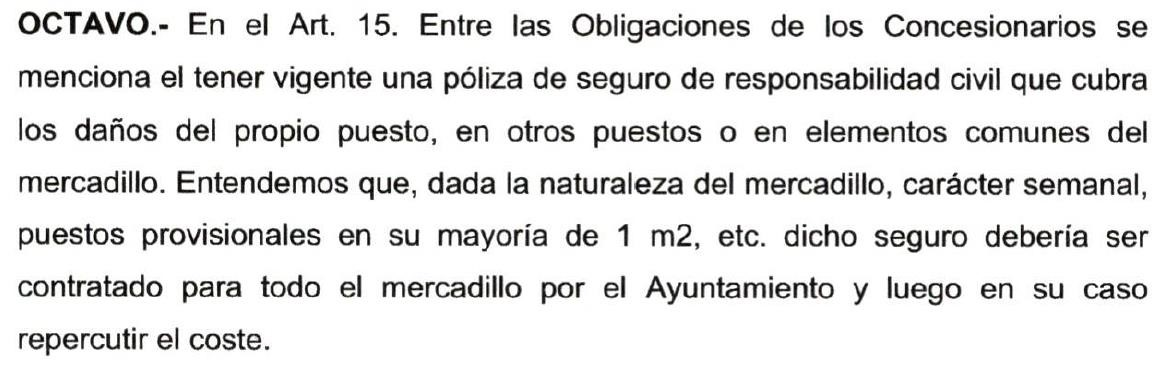 OCTAVO.- En el Art. 15. Entre las Obligaciones de los Concesionarios se
menciona el tener vigente una póliza de seguro de responsabilidad civil que cubra
los daños del propio puesto, en otros puestos o en elementos comunes del
mercadillo. Entendemos que, dada la naturaleza del mercadillo, carácter semanal,
puestos provisionales en su mayoría de 1 m2, etc. dicho seguro debería ser
contratado para todo el mercadillo por el Ayuntamiento y luego en su caso
repercutir el coste.